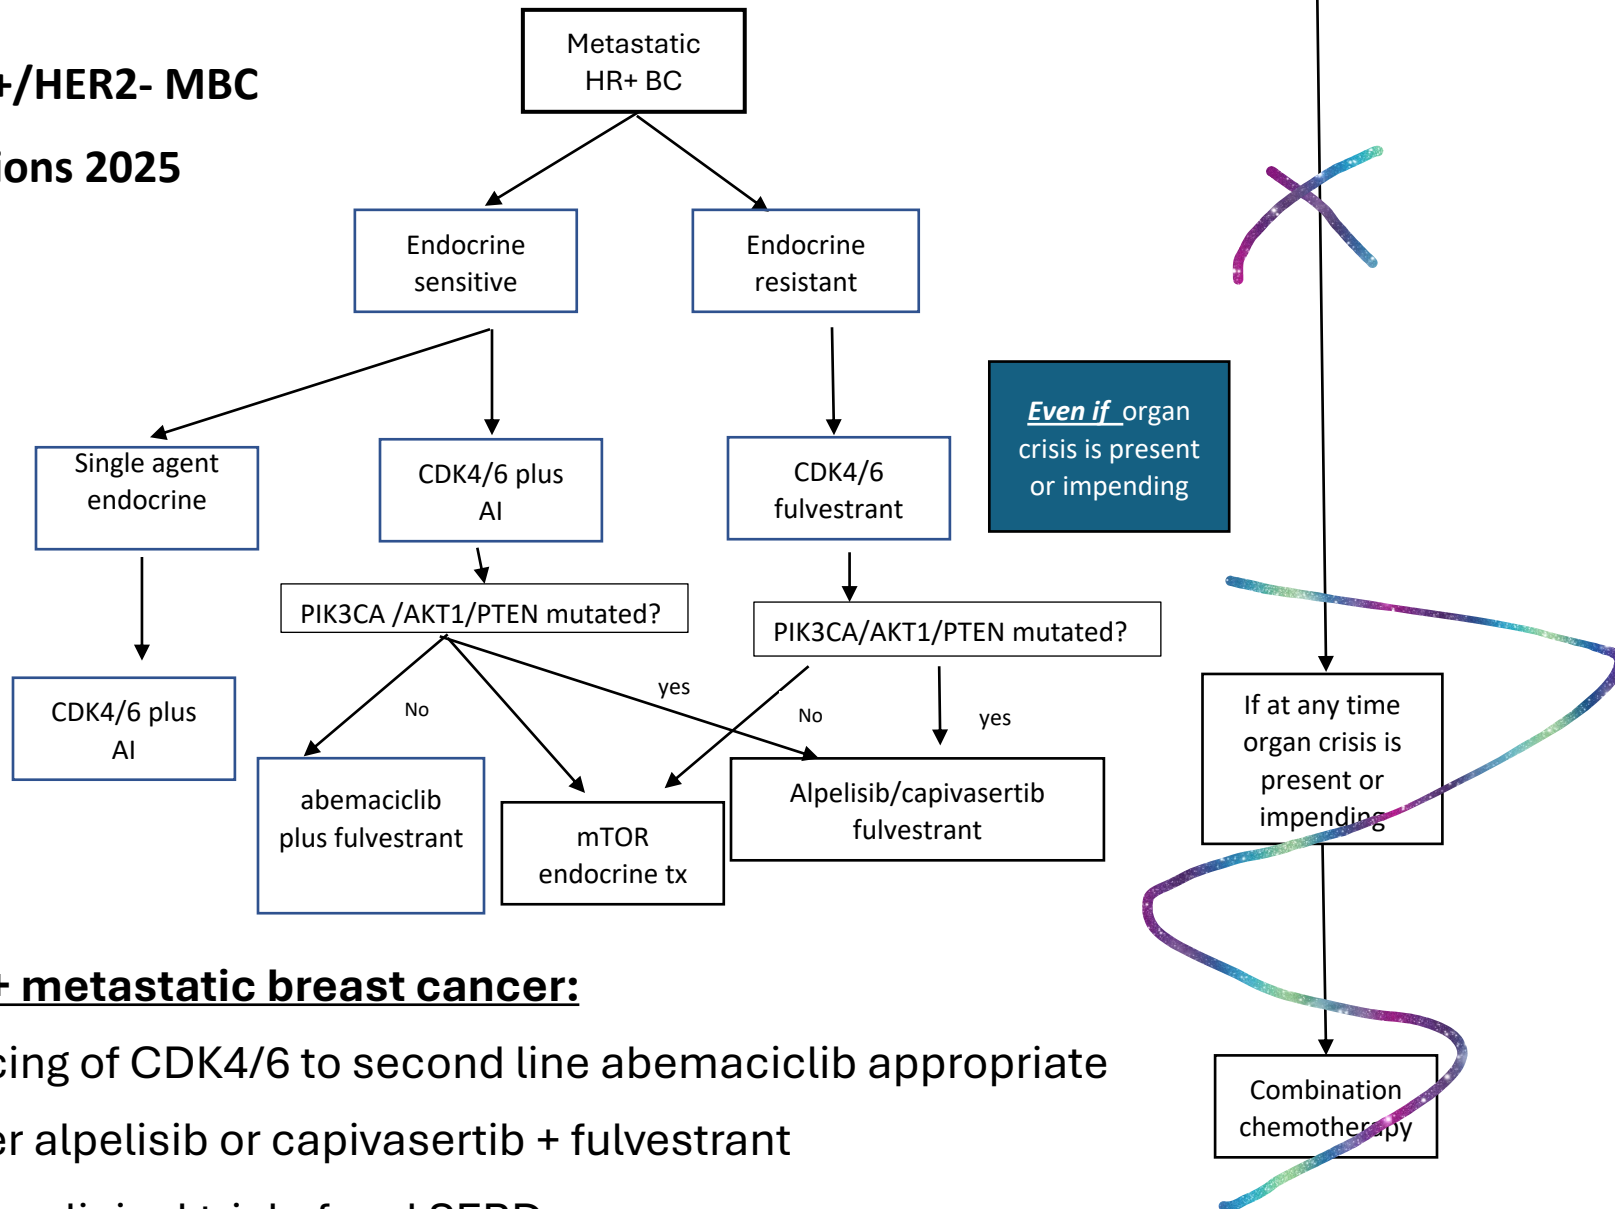 Metastatic
HR+ BC
+/HER2- MBC
ions 2025
Endocrine
sensitive
Endocrine
resistant
Even if organ
crisis is present
or impending
Single agent
endocrine
CDK4/6 plus
AI
CDK4/6
fulvestrant
PIK3CA /AKT1/PTEN mutated?
PIK3CA/AKT1/PTEN mutated?
CDK4/6 plus
AI
No
yes
No
yes
If at any time
organ crisis is
present or
impending
abemaciclib
plus fulvestrant
mTOR
endocrine tx
Alpelisib/capivasertib
fulvestrant
+ metastatic breast cancer:
cing of CDK4/6 to second line abemaciclib appropriate
Combination
chemotherapy
er alpelisib or capivasertib + fulvestrant